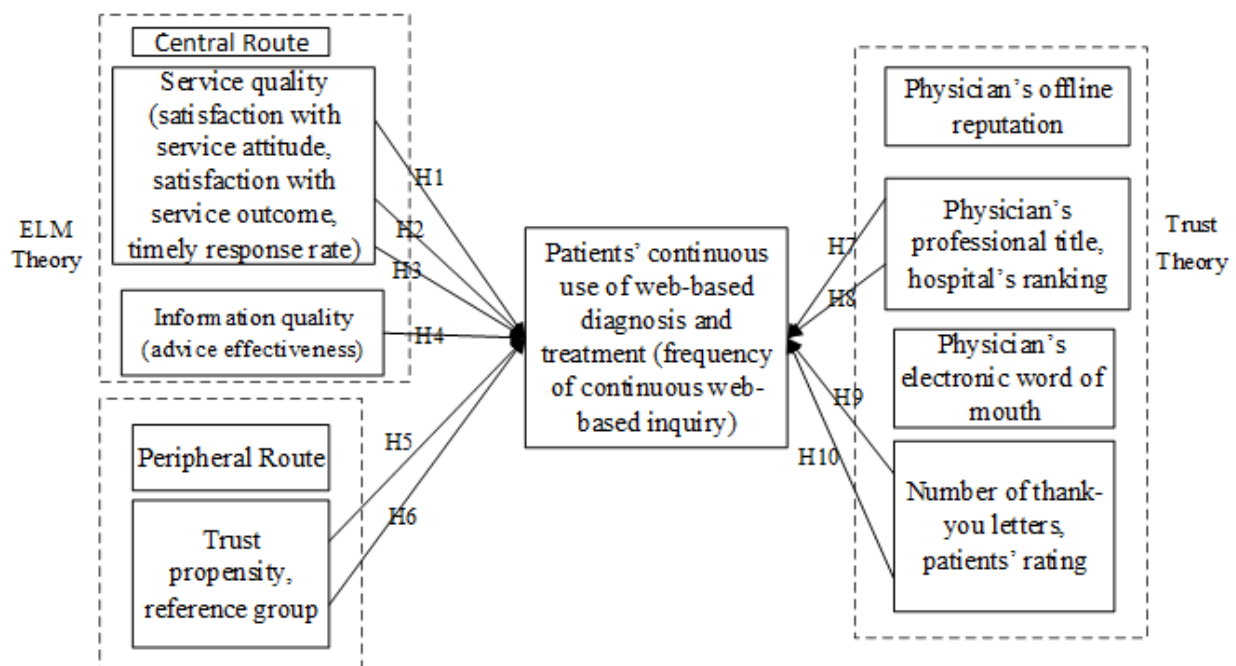 Central Route
Service quality
(satisfaction with
service attitude,
satisfaction with
service outcome,
timely response rate)
ELM
Theory
Information quality
(advice effectiveness)
Peripheral Route
Trust
propensity,
reference group
H1
H2
H3
H4
H5
H6
Patients’ continuous
use of web-based
diagnosis and
treatment (frequency
of continuous web-
based inquiry)
H7
H8
H9
H10
Physician’s offline
reputation
Physician’s
professional title,
hospital’s ranking
Physician’s
electronic word of
mouth
Number of thank-
you letters,
patients’ rating
Trust
Theory